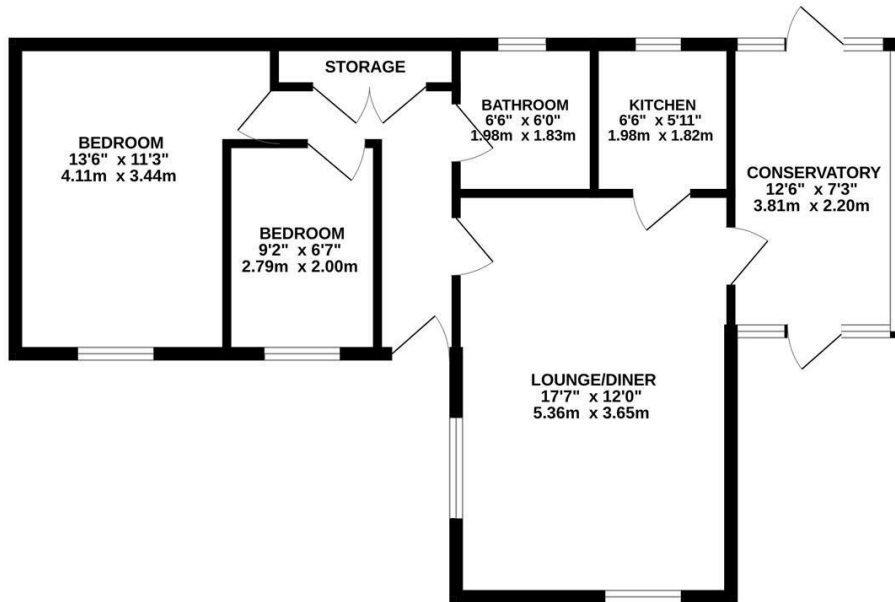 STORAGE
BATHROOM
6'6" x 6'0"
1.98m x 1.83m
KITCHEN
6'6" x 5'11"
1.98m x 1.82m
BEDROOM
13'6" x 11'3"
4.11m x 3.44m
CONSERVATORY
12'6" x 7'3"
3.81m x 2.20m
BEDROOM
9'2" x 6'7"
2.79m x 2.00m
LOUNGE/DINER
17'7" x 12'0"
5.36m x 3.65m